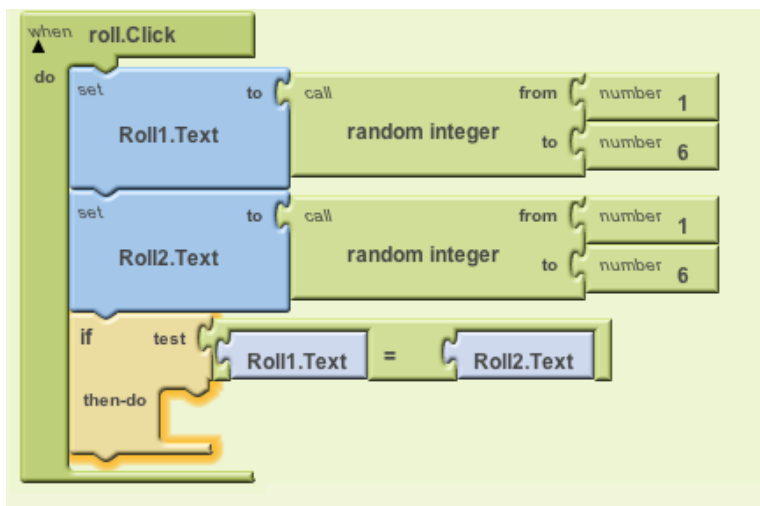 when roll.Click
do
set to call from number 1
Roll1.Text random integer
to number 6
set to call from number 1
Roll2.Text random integer
to number 6
if test Roll1.Text = Roll2.Text
then-do